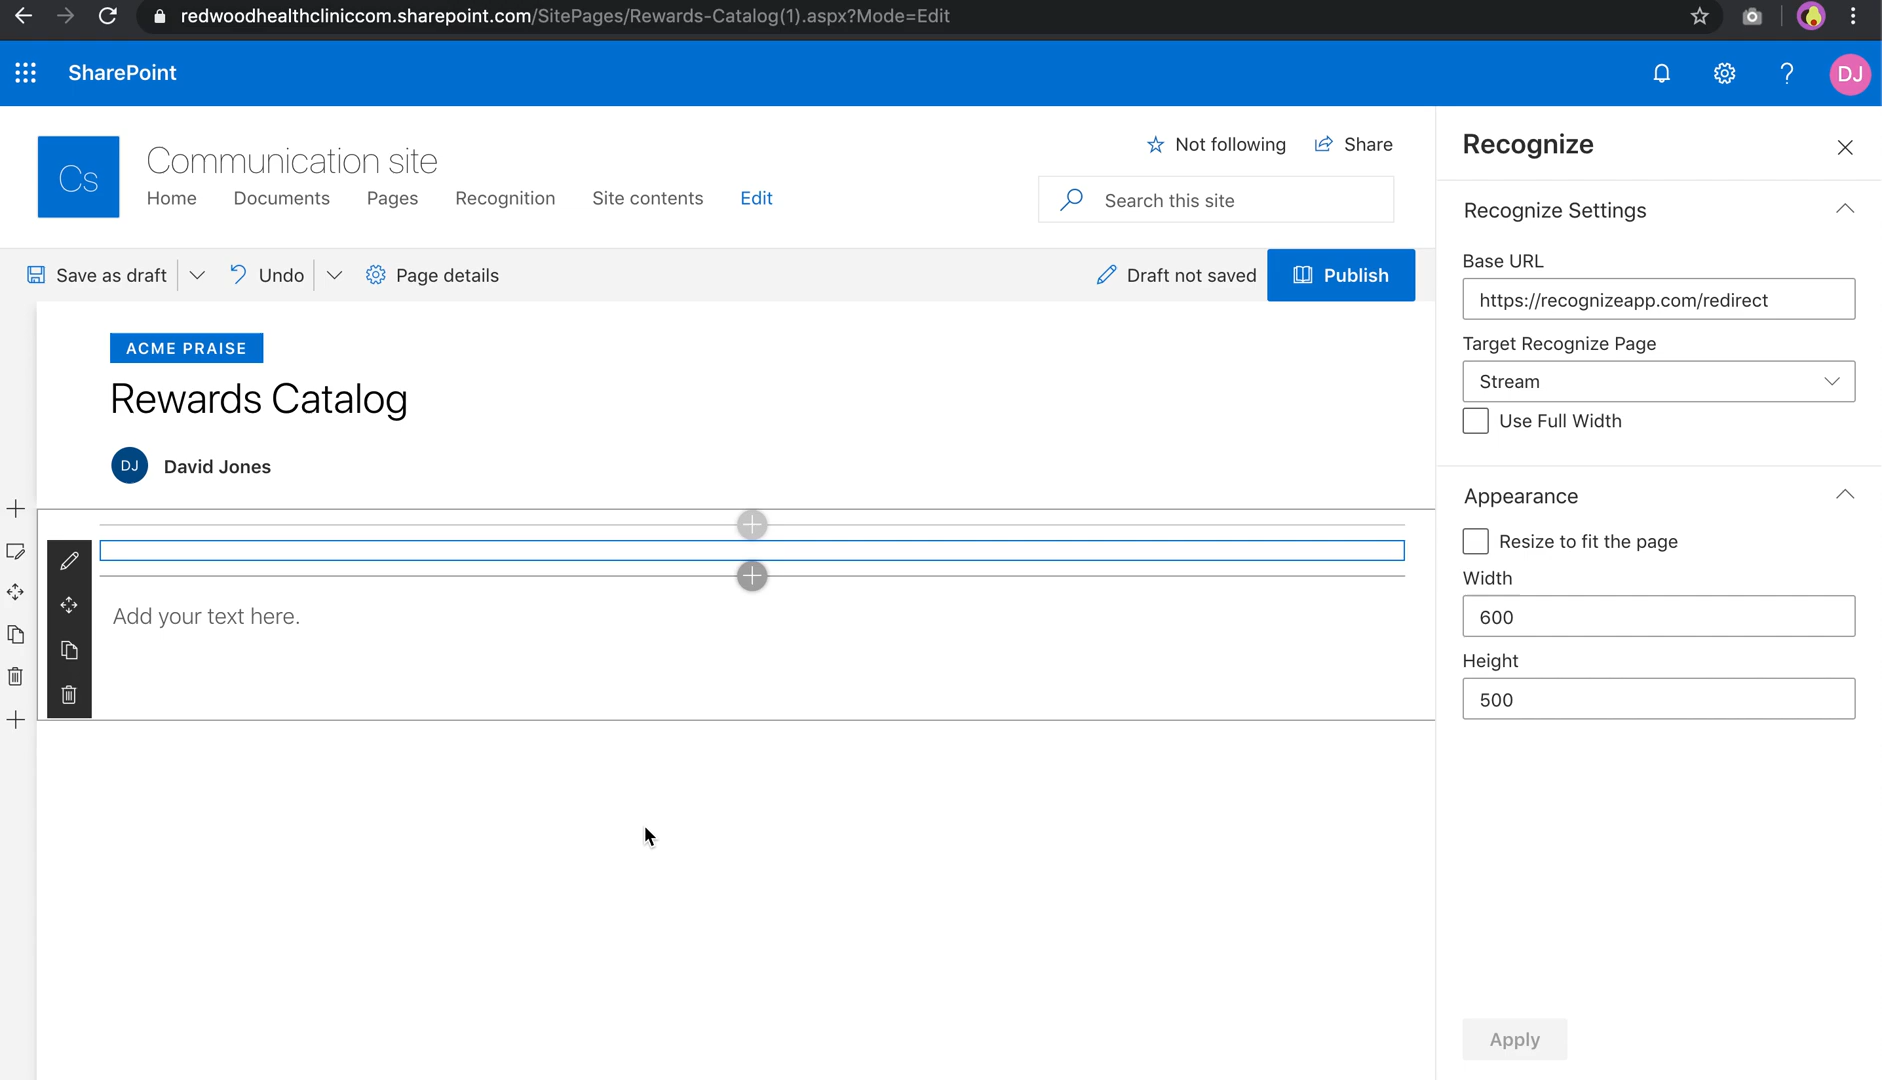 redwoodhealthcliniccom.sharepoint.com/SitePages/Rewards-Catalog(1).aspx?Mode=Edit
SharePoint
DJ
Cs
Communication site
Home Documents Pages Recognition Site contents Edit
Not following Share
Search this site
Save as draft Undo Page details Draft not saved Publish
ACME PRAISE
Rewards Catalog
DJ David Jones
Add your text here.
Recognize
Recognize Settings
Base URL
https://recognizeapp.com/redirect
Target Recognize Page
Stream
Use Full Width
Appearance
Resize to fit the page
Width
600
Height
500
Apply